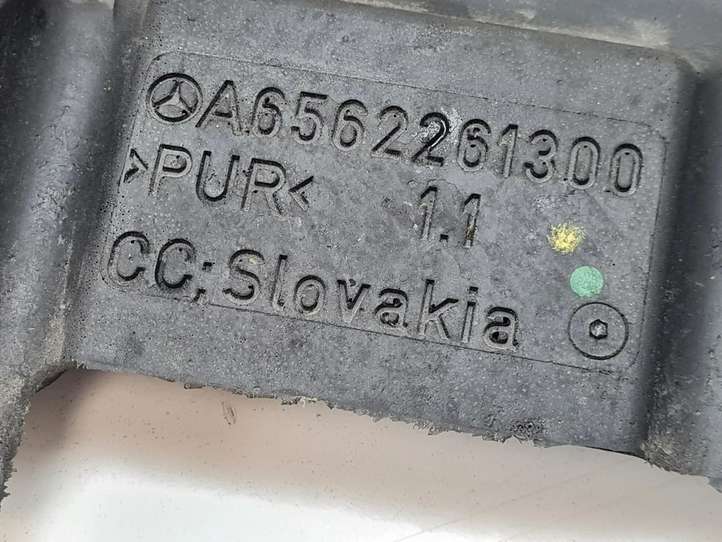 A6562261300
>PUR< 1.1
CC; Slovakia